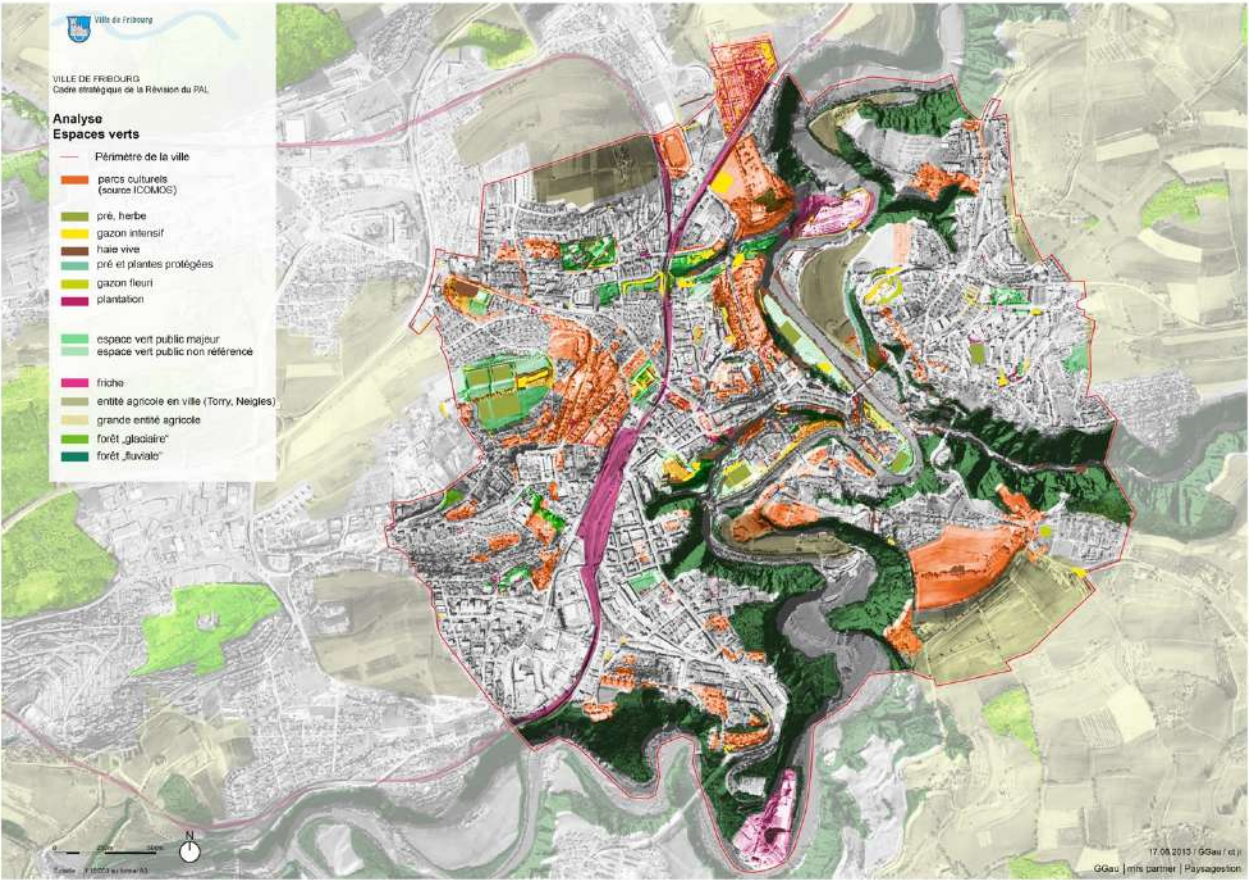 Ville de Fribourg
VILLE DE FRIBOURG
Cadre stratégique de la Révision du PAL
Analyse
Espaces verts
Périmètre de la ville
parcs culturels
(source ICOMOS)
pré, herbe
gazon intensif
haie vive
pré et plantes protégées
gazon fleuri
plantation
espace vert public majeur
espace vert public non référencé
friche
entité agricole en ville (Torry, Neigles)
grande entité agricole
forêt „glaciaire"
forêt „fluviale"
N
0
17.06.2013 / GGau /
GGau | mrs partner | Paysagestion